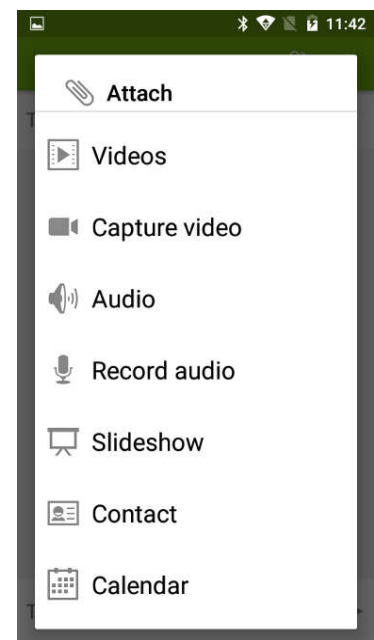 11:42
Attach
T
Videos
Capture video
Audio
Record audio
Slideshow
Contact
Calendar
T